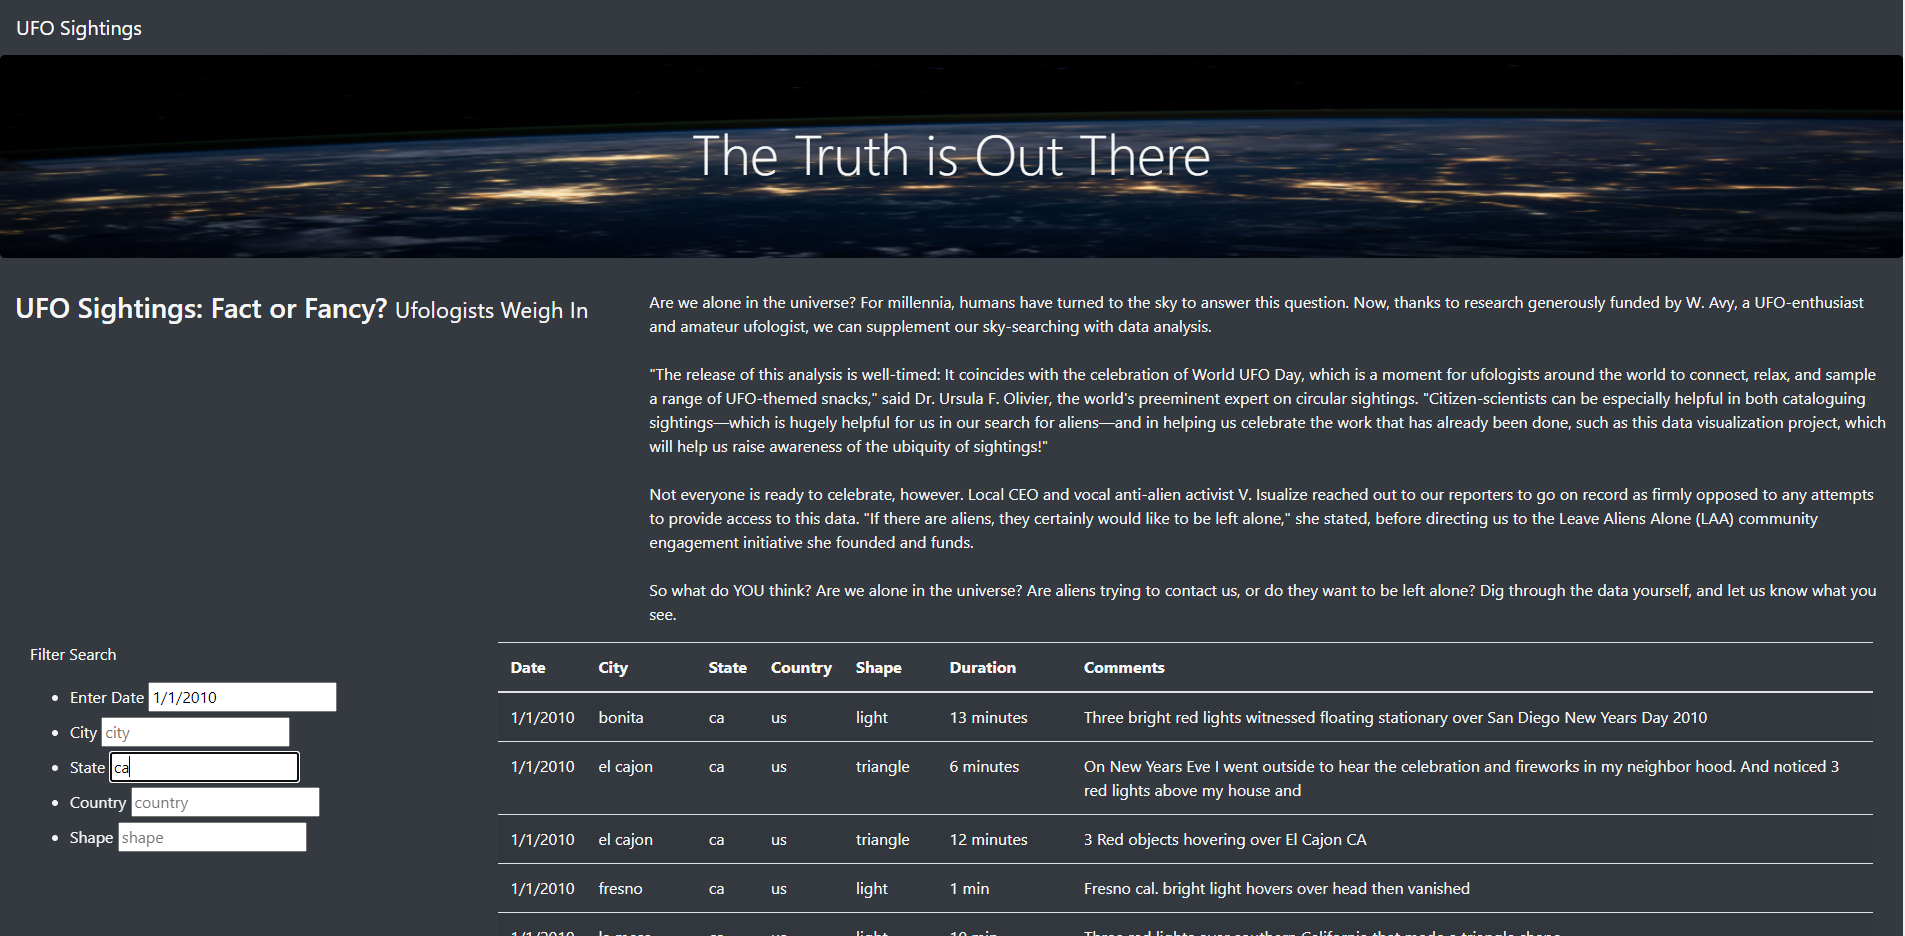 UFO Sightings
The Truth is Out There
UFO Sightings: Fact or Fancy? Ufologists Weigh In
Are we alone in the universe? For millennia, humans have turned to the sky to answer this question. Now, thanks to research generously funded by W. Avy, a UFO-enthusiast
and amateur ufologist, we can supplement our sky-searching with data analysis.
"The release of this analysis is well-timed: It coincides with the celebration of World UFO Day, which is a moment for ufologists around the world to connect, relax, and sample
a range of UFO-themed snacks," said Dr. Ursula F. Olivier, the world's preeminent expert on circular sightings. "Citizen-scientists can be especially helpful in both cataloguing
sightings—which is hugely helpful for us in our search for aliens—and in helping us celebrate the work that has already been done, such as this data visualization project, which
will help us raise awareness of the ubiquity of sightings!"
Not everyone is ready to celebrate, however. Local CEO and vocal anti-alien activist V. Isualize reached out to our reporters to go on record as firmly opposed to any attempts
to provide access to this data. "If there are aliens, they certainly would like to be left alone," she stated, before directing us to the Leave Aliens Alone (LAA) community
engagement initiative she founded and funds.
So what do YOU think? Are we alone in the universe? Are aliens trying to contact us, or do they want to be left alone? Dig through the data yourself, and let us know what you
see.
Filter Search
Enter Date 1/1/2010
City city
State ca
Country country
Shape shape
Date City State Country Shape Duration Comments
1/1/2010 bonita ca us light 13 minutes Three bright red lights witnessed floating stationary over San Diego New Years Day 2010
1/1/2010 el cajon ca us triangle 6 minutes On New Years Eve I went outside to hear the celebration and fireworks in my neighbor hood. And noticed 3
red lights above my house and
1/1/2010 el cajon ca us triangle 12 minutes 3 Red objects hovering over El Cajon CA
1/1/2010 fresno ca us light 1 min Fresno cal. bright light hovers over head then vanished
1/1/2010 la mesa ca us light 10 min Three red lights over southern California that made a triangle shape